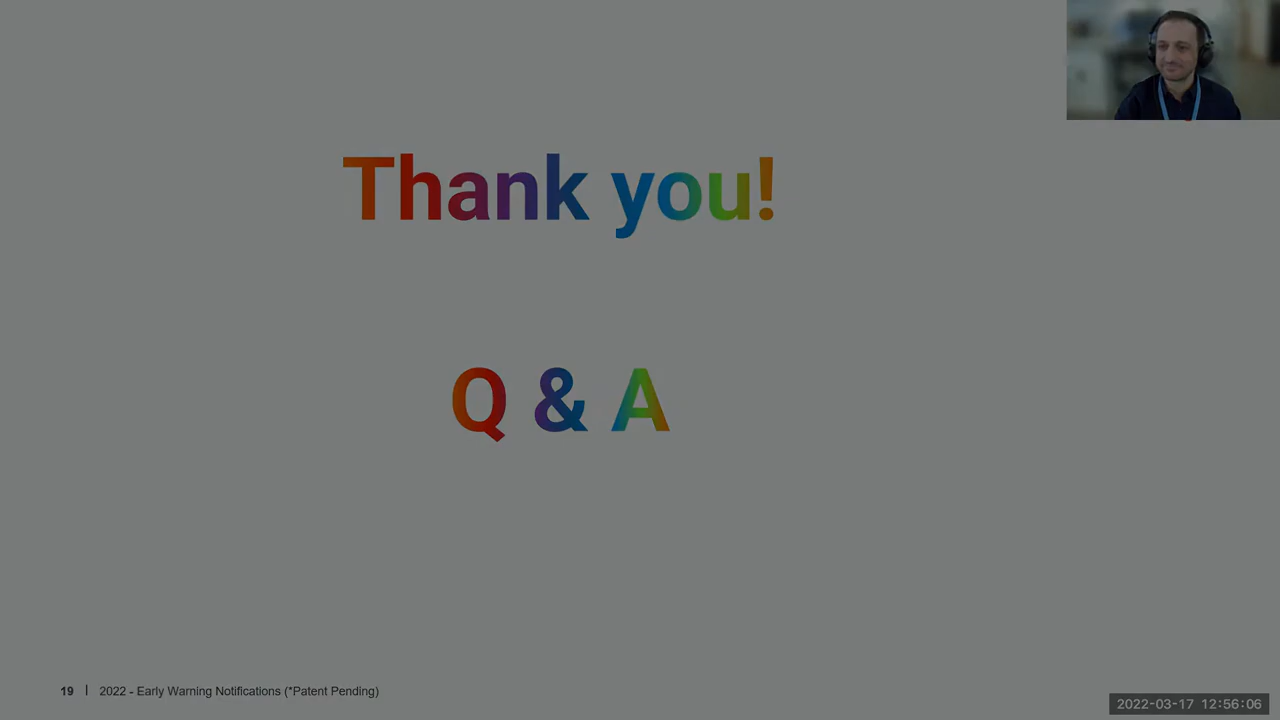 Thank you!
Q & A
19 | 2022 - Early Warning Notifications (*Patent Pending)
2022-03-17 12:56:06